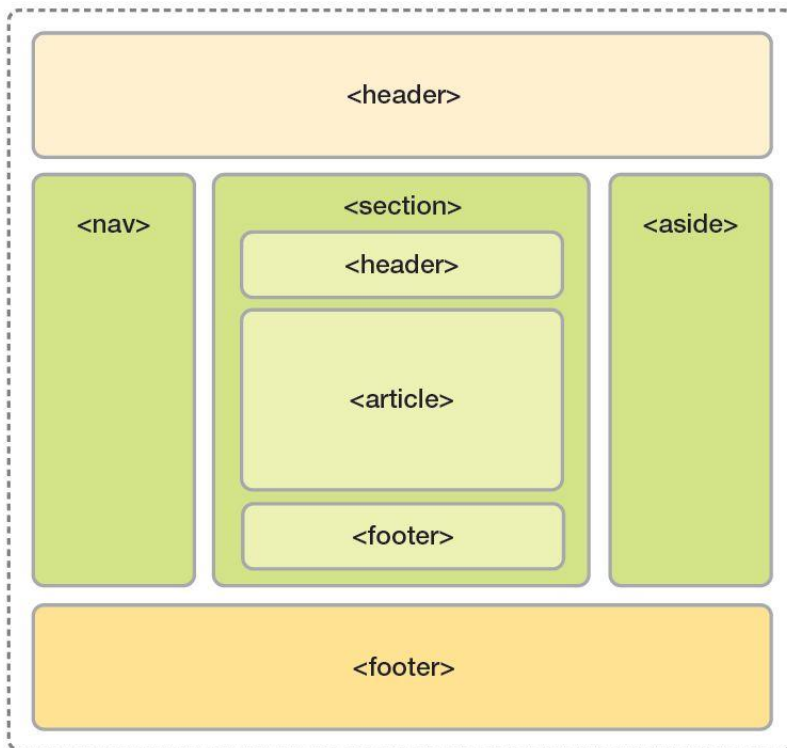 <header>
<nav>
<section>
<header>
<article>
<footer>
<aside>
<footer>